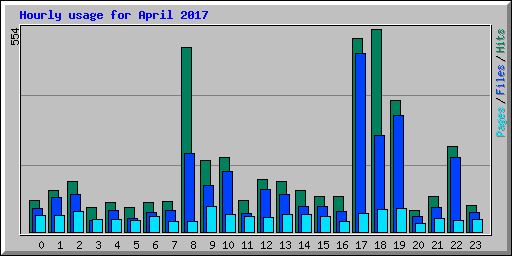 Hourly usage for April 2017
554
Pages / Files / Hits
0 1 2 3 4 5 6 7 8 9 10 11 12 13 14 15 16 17 18 19 20 21 22 23